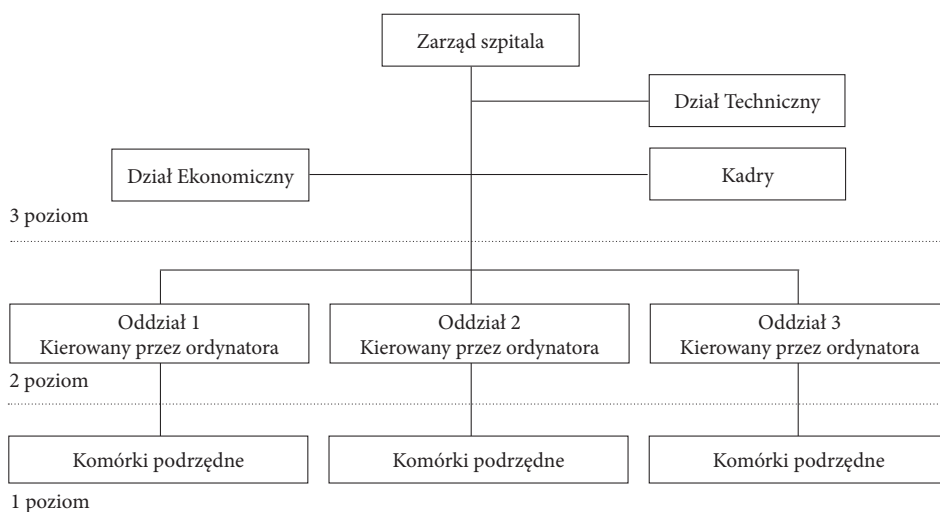 Zarząd szpitala
Dział Techniczny
Dział Ekonomiczny
Kadry
3 poziom
Oddział 1
Kierowany przez ordynatora
Oddział 2
Kierowany przez ordynatora
Oddział 3
Kierowany przez ordynatora
2 poziom
Komórki podrzędne
Komórki podrzędne
Komórki podrzędne
1 poziom